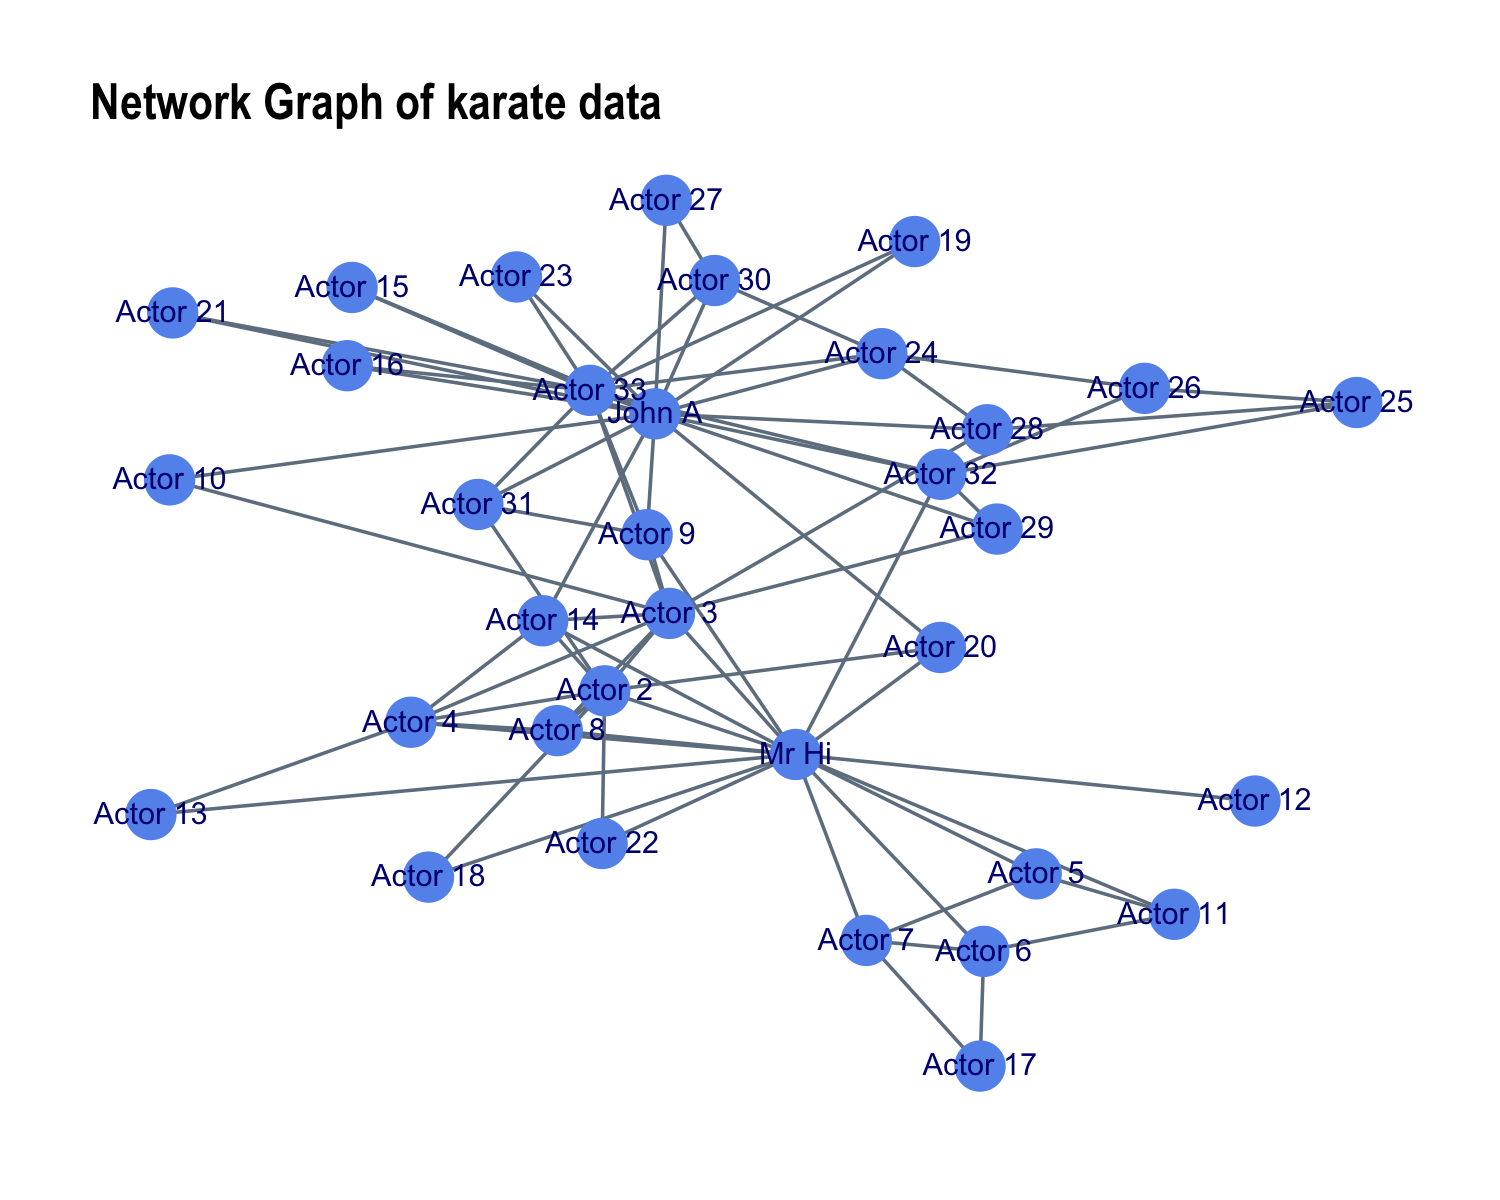 Network Graph of karate data
Actor 27
Actor 19
Actor 23
Actor 30
Actor 15
Actor 21
Actor 24
Actor 16
Actor 33
Actor 26
Actor 25
John A
Actor 28
Actor 32
Actor 10
Actor 31
Actor 29
Actor 9
Actor 3
Actor 14
Actor 20
Actor 2
Actor 4
Actor 8
Mr Hi
Actor 12
Actor 13
Actor 22
Actor 5
Actor 18
Actor 11
Actor 7
Actor 6
Actor 17